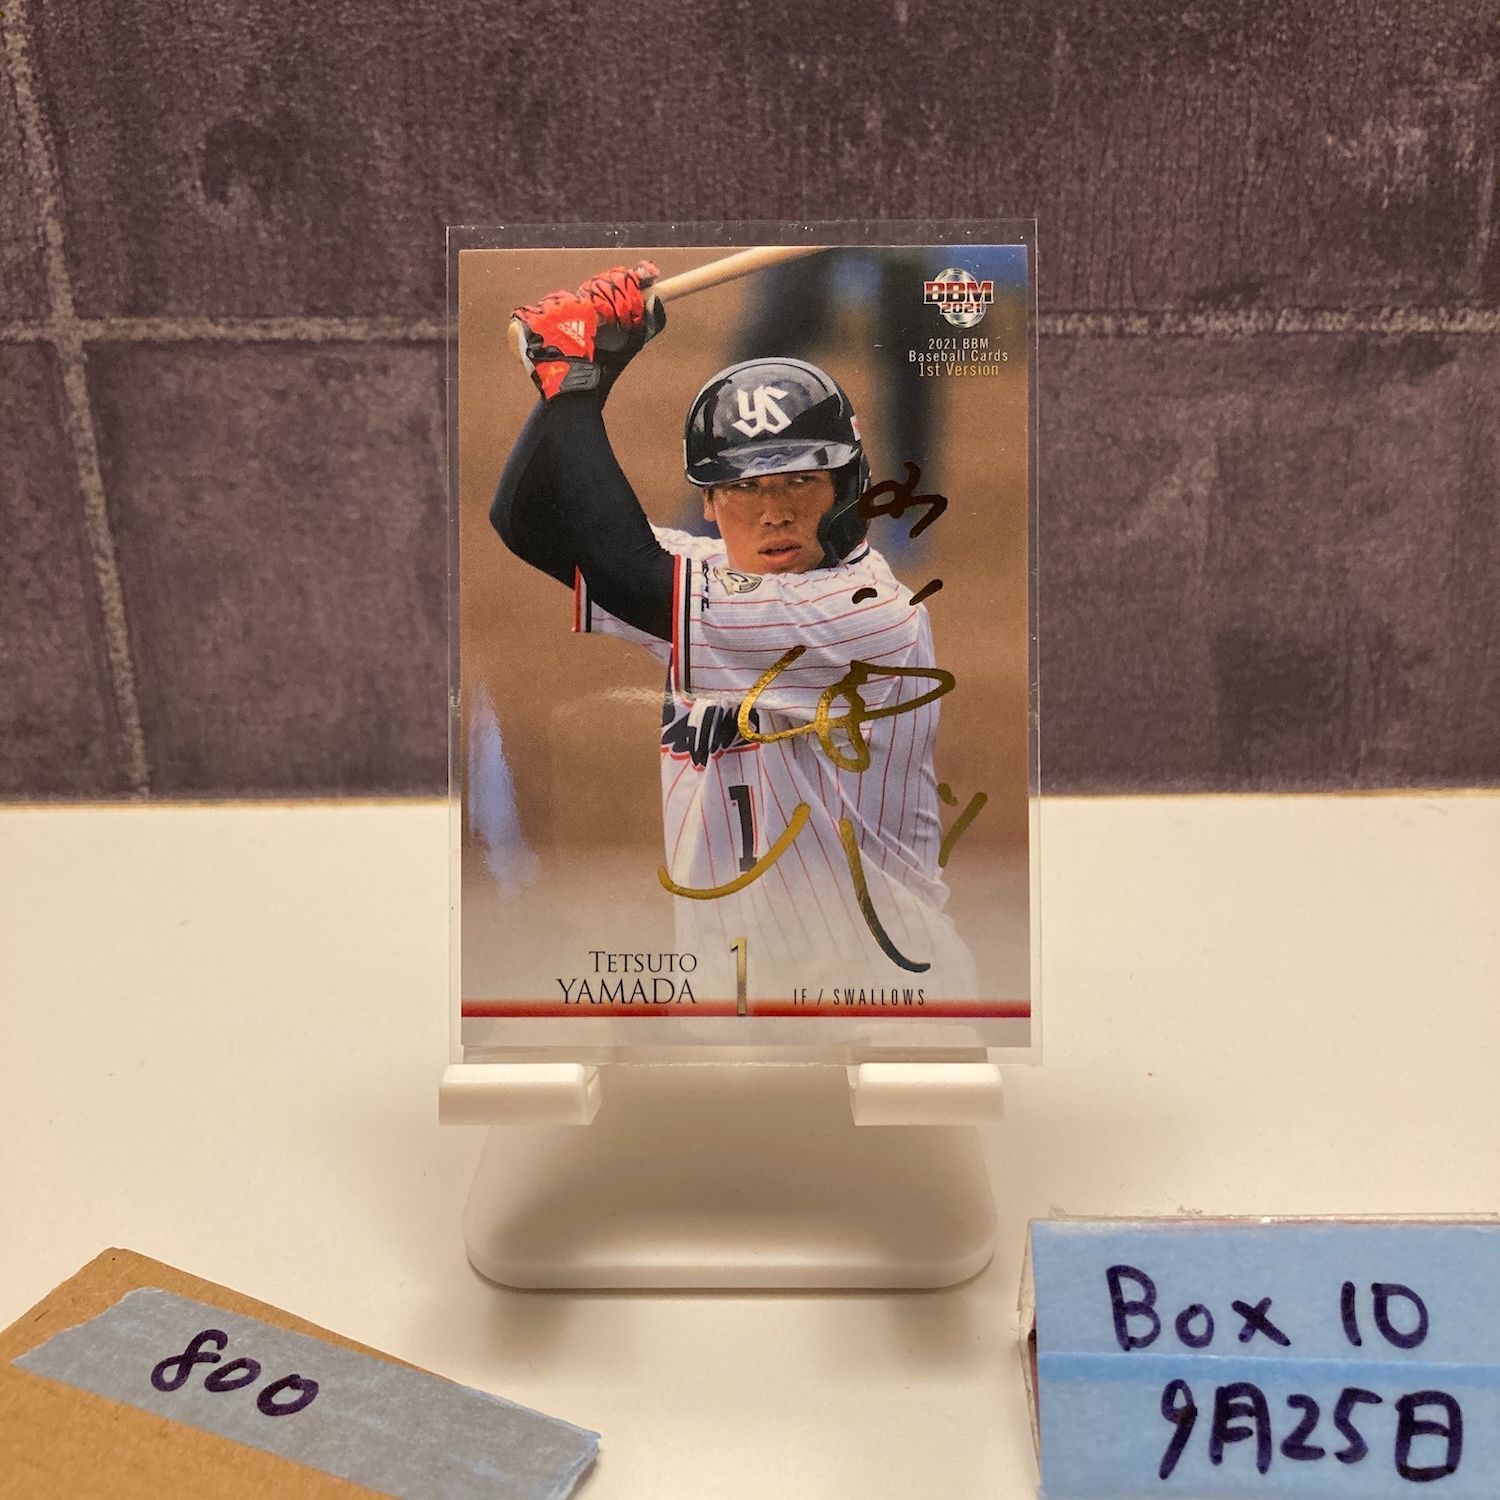 BBM
2021
2021 BBM
Baseball Cards
1st Version
adidas
YS
1
TETSUTO
YAMADA
1
IF / SWALLOWS
800
Box 10
9月25日